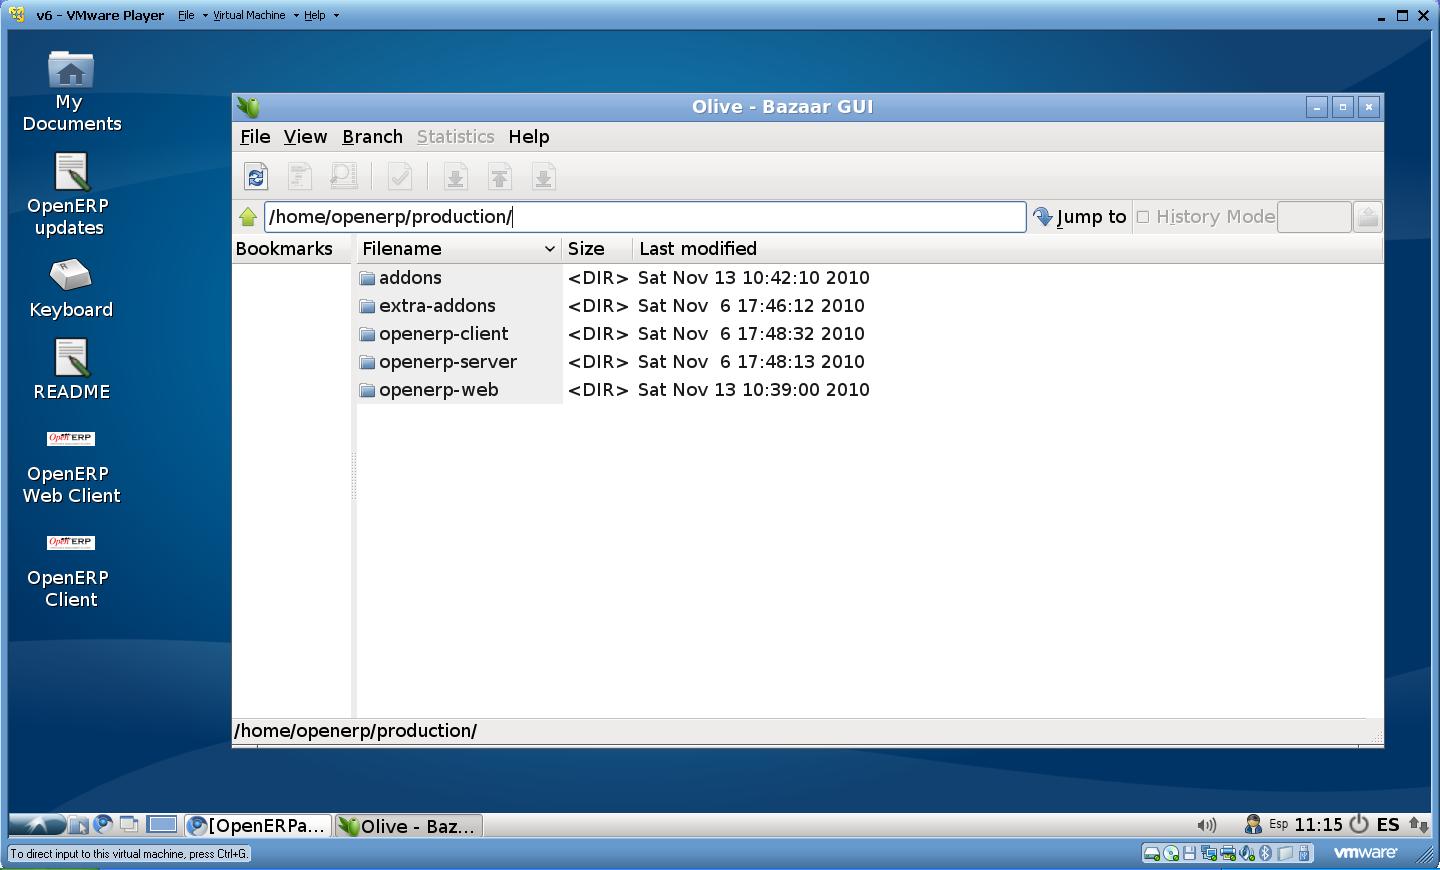 v6 - VMware Player File Virtual Machine Help
My
Documents
OpenERP
updates
Keyboard
README
OpenERP
OpenERP
Web Client
OpenERP
OpenERP
Client
Olive - Bazaar GUI
File View Branch Statistics Help
/home/openerp/production/ Jump to History Mode
Bookmarks Filename Size Last modified
addons <DIR> Sat Nov 13 10:42:10 2010
extra-addons <DIR> Sat Nov 6 17:46:12 2010
openerp-client <DIR> Sat Nov 6 17:48:32 2010
openerp-server <DIR> Sat Nov 6 17:48:13 2010
openerp-web <DIR> Sat Nov 13 10:39:00 2010
/home/openerp/production/
[OpenERPa... Olive - Baz... Esp 11:15 ES
To direct input to this virtual machine, press Ctrl+G. vmware